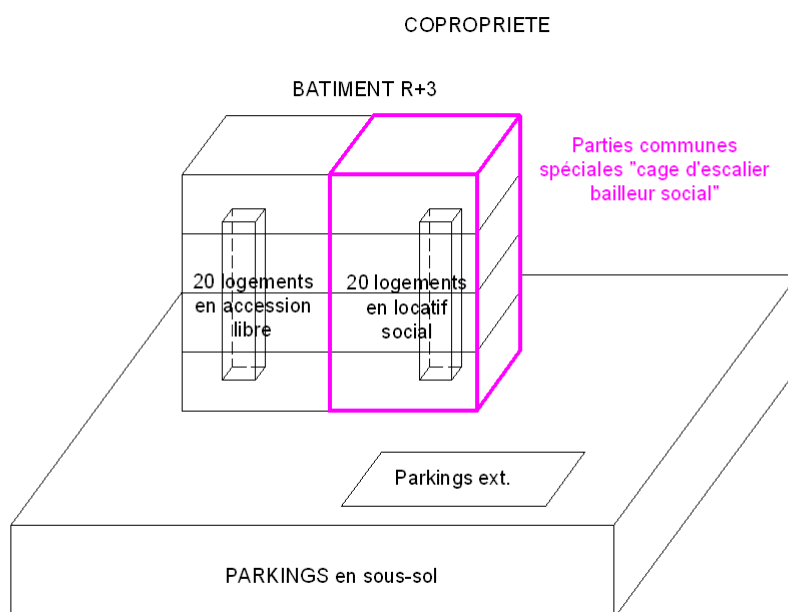 COPROPRIETE
BATIMENT R+3
Parties communes
spéciales "cage d'escalier
bailleur social"
20 logements
en accession
libre
20 logements
en locatif
social
Parkings ext.
PARKINGS en sous-sol